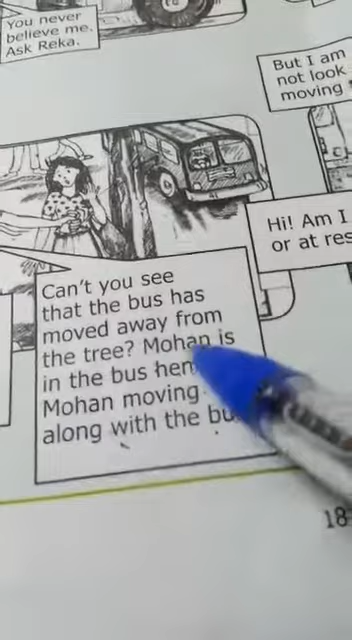 You never
believe me.
Ask Reka.
But I am
not look
moving
Hi! Am I
or at res
Can't you see
that the bus has
moved away from
the tree? Mohan is
in the bus hen
Mohan moving
along with the bu
18